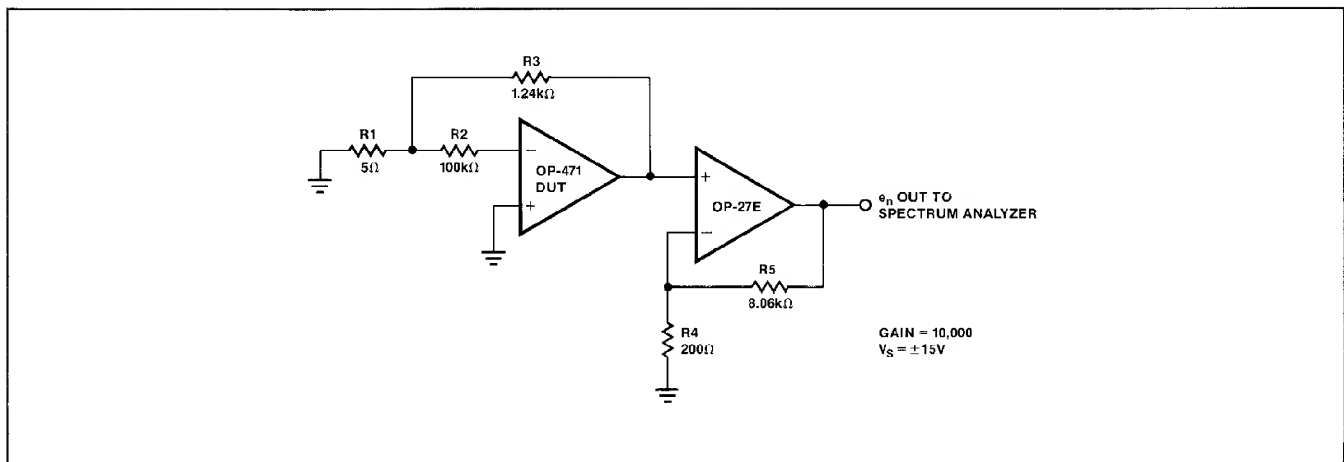 R3
1.24kΩ
R1
5Ω
R2
100kΩ
−
+
OP-471
DUT
+
−
OP-27E
eₙ OUT TO
SPECTRUM ANALYZER
R5
8.06kΩ
R4
200Ω
GAIN = 10,000
V_S = ±15V